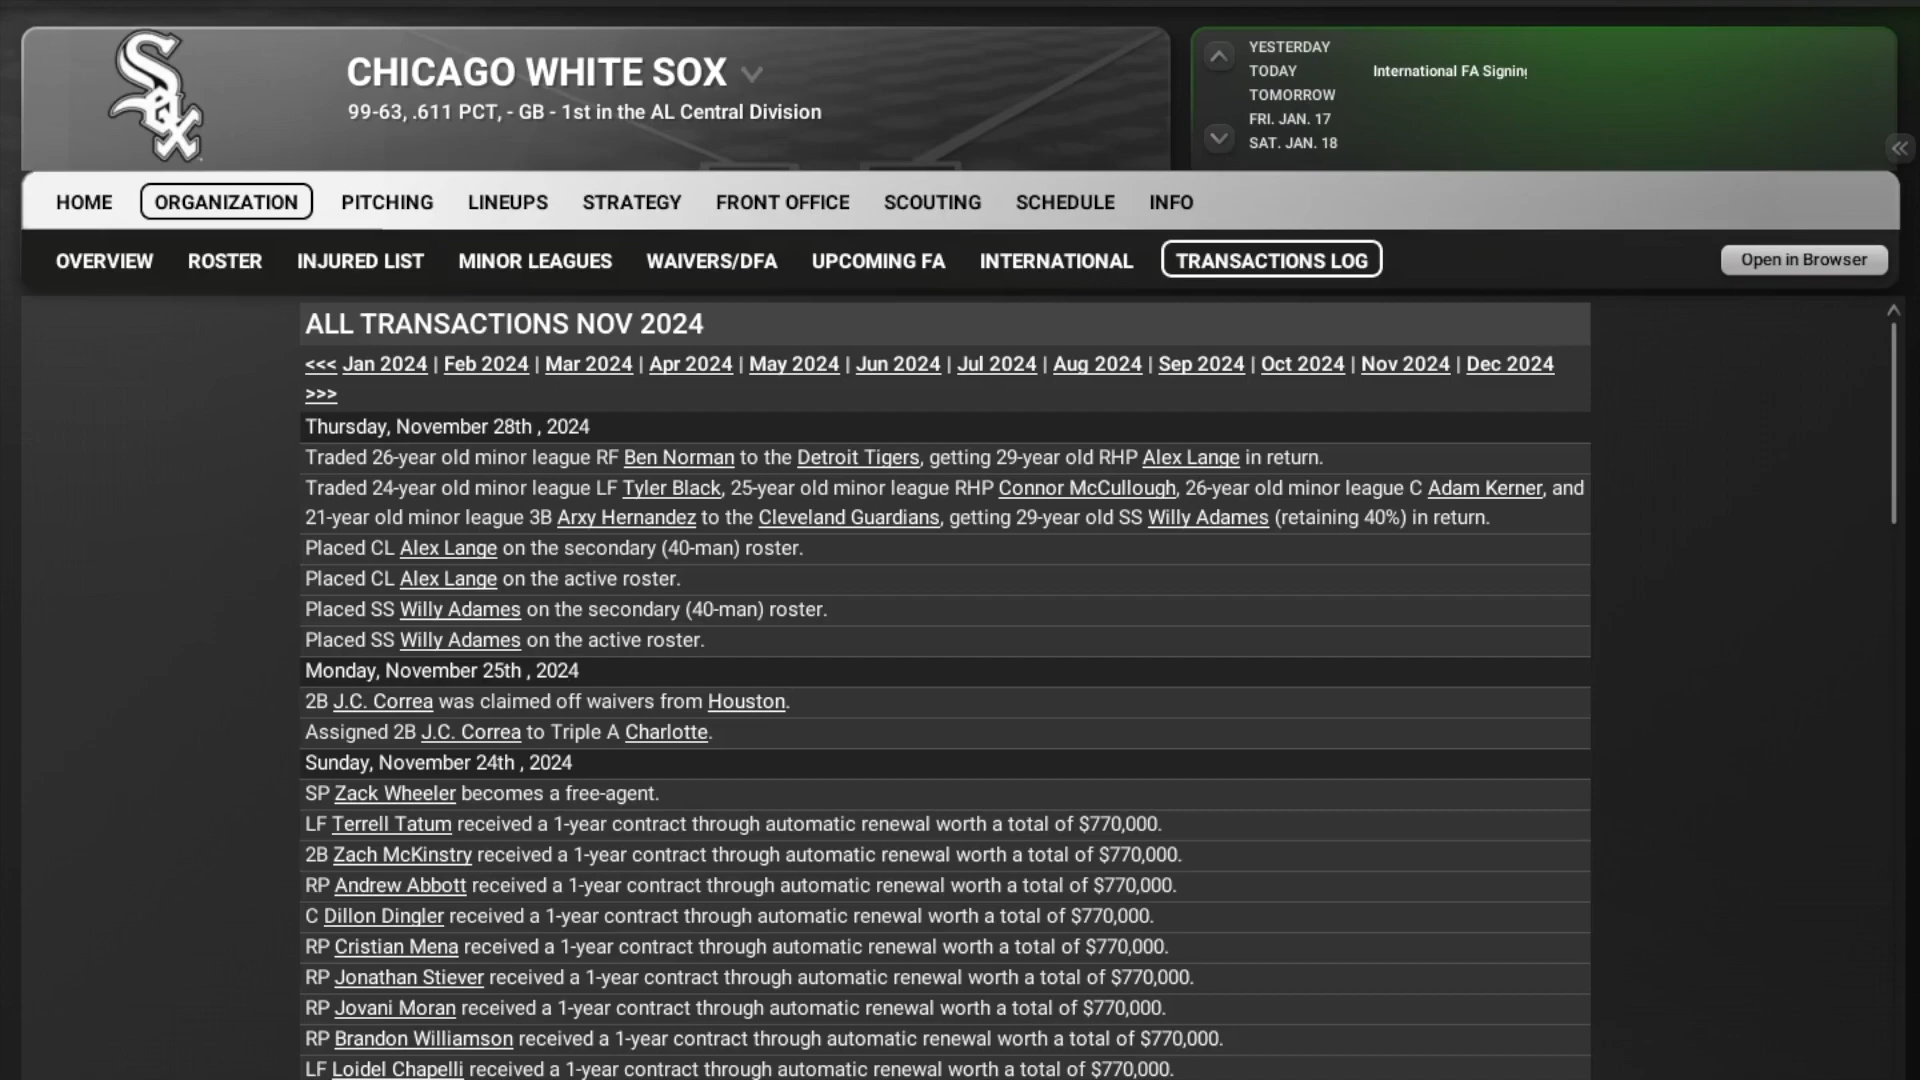 CHICAGO WHITE SOX
99-63, .611 PCT, - GB - 1st in the AL Central Division
YESTERDAY
TODAY International FA Signing
TOMORROW
FRI. JAN. 17
SAT. JAN. 18
HOME ORGANIZATION PITCHING LINEUPS STRATEGY FRONT OFFICE SCOUTING SCHEDULE INFO
OVERVIEW ROSTER INJURED LIST MINOR LEAGUES WAIVERS/DFA UPCOMING FA INTERNATIONAL TRANSACTIONS LOG Open in Browser
ALL TRANSACTIONS NOV 2024
<<< Jan 2024 | Feb 2024 | Mar 2024 | Apr 2024 | May 2024 | Jun 2024 | Jul 2024 | Aug 2024 | Sep 2024 | Oct 2024 | Nov 2024 | Dec 2024
>>>
Thursday, November 28th , 2024
Traded 26-year old minor league RF Ben Norman to the Detroit Tigers, getting 29-year old RHP Alex Lange in return.
Traded 24-year old minor league LF Tyler Black, 25-year old minor league RHP Connor McCullough, 26-year old minor league C Adam Kerner, and
21-year old minor league 3B Arxy Hernandez to the Cleveland Guardians, getting 29-year old SS Willy Adames (retaining 40%) in return.
Placed CL Alex Lange on the secondary (40-man) roster.
Placed CL Alex Lange on the active roster.
Placed SS Willy Adames on the secondary (40-man) roster.
Placed SS Willy Adames on the active roster.
Monday, November 25th , 2024
2B J.C. Correa was claimed off waivers from Houston.
Assigned 2B J.C. Correa to Triple A Charlotte.
Sunday, November 24th , 2024
SP Zack Wheeler becomes a free-agent.
LF Terrell Tatum received a 1-year contract through automatic renewal worth a total of $770,000.
2B Zach McKinstry received a 1-year contract through automatic renewal worth a total of $770,000.
RP Andrew Abbott received a 1-year contract through automatic renewal worth a total of $770,000.
C Dillon Dingler received a 1-year contract through automatic renewal worth a total of $770,000.
RP Cristian Mena received a 1-year contract through automatic renewal worth a total of $770,000.
RP Jonathan Stiever received a 1-year contract through automatic renewal worth a total of $770,000.
RP Jovani Moran received a 1-year contract through automatic renewal worth a total of $770,000.
RP Brandon Williamson received a 1-year contract through automatic renewal worth a total of $770,000.
LF Loidel Chapelli received a 1-year contract through automatic renewal worth a total of $770,000.